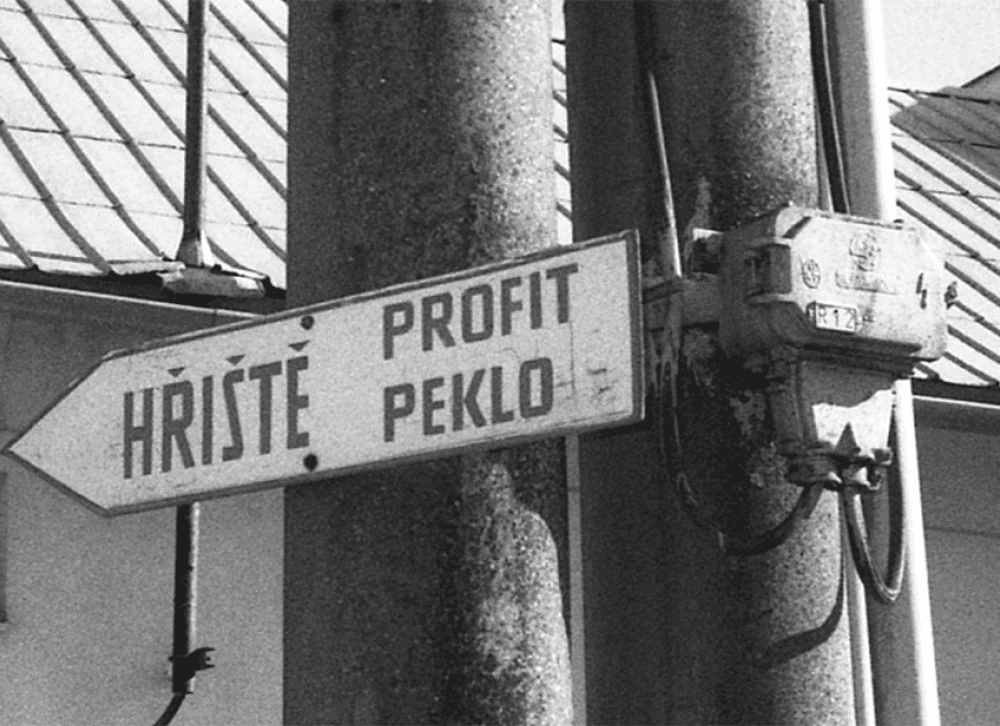 HŘIŠTĚ
PROFIT
PEKLO
R12